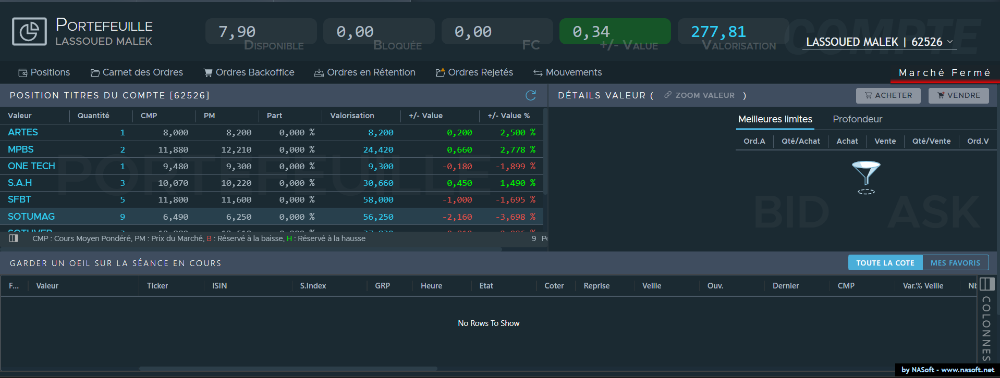 PORTEFEUILLE
LASSOUED MALEK
7,90 DISPONIBLE
0,00 BLOQUÉE
0,00 FC
0,34 +/- VALUE
277,81 VALORISATION
COMPTE
LASSOUED MALEK | 62526
Positions Carnet des Ordres Ordres Backoffice Ordres en Rétention Ordres Rejetés Mouvements Marché Fermé
POSITION TITRES DU COMPTE [62526]
Valeur Quantité CMP PM Part Valorisation +/- Value +/- Value %
ARTES 1 8,000 8,200 0,000 % 8,200 0,200 2,500 %
MPBS 2 11,880 12,210 0,000 % 24,420 0,660 2,778 %
ONE TECH 1 9,480 9,300 0,000 % 9,300 -0,180 -1,899 %
S.A.H 3 10,070 10,220 0,000 % 30,660 0,450 1,490 %
SFBT 5 11,800 11,600 0,000 % 58,000 -1,000 -1,695 %
SOTUMAG 9 6,490 6,250 0,000 % 56,250 -2,160 -3,698 %
PORTEFEUILLE
CMP : Cours Moyen Pondéré, PM : Prix du Marché, B : Réservé à la baisse, H : Réservé à la hausse 9
DÉTAILS VALEUR ( ZOOM VALEUR ) ACHETER VENDRE
Meilleures limites Profondeur
Ord.A Qté/Achat Achat Vente Qté/Vente Ord.V
BID ASK
GARDER UN OEIL SUR LA SÉANCE EN COURS TOUTE LA COTE MES FAVORIS
F... Valeur Ticker ISIN S.Index GRP Heure Etat Coter Reprise Veille Ouv. Dernier CMP Var.% Veille
No Rows To Show
COLONNES
by NASoft - www.nasoft.net